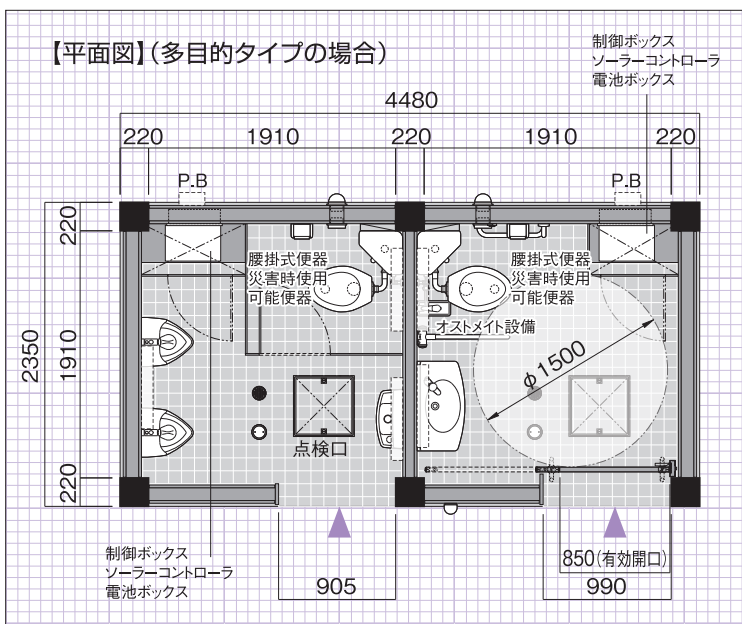 【平面図】(多目的タイプの場合)
制御ボックス
ソーラーコントローラ
電池ボックス
4480
220 1910 220 1910 220
P.B P.B
220
1910
220
2350
腰掛式便器
災害時使用
可能便器
腰掛式便器
災害時使用
可能便器
オストメイト設備
φ1500
点検口
制御ボックス
ソーラーコントローラ
電池ボックス
905
850(有効開口)
990